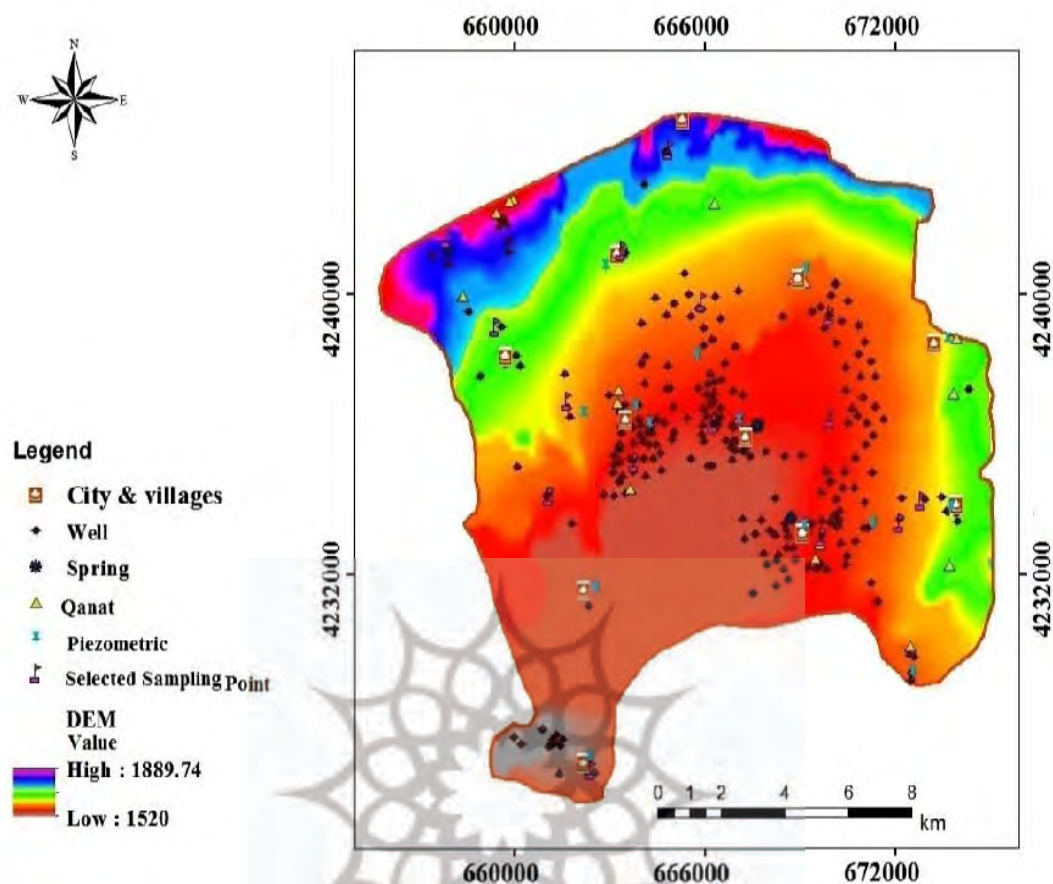 660000 666000 672000
N
W E
S
4240000 4240000
4232000 4232000
Legend
City & villages
Well
Spring
Qanat
Piezometric
Selected Sampling Point
DEM
Value
High : 1889.74
Low : 1520
0 1 2 4 6 8
km
660000 666000 672000